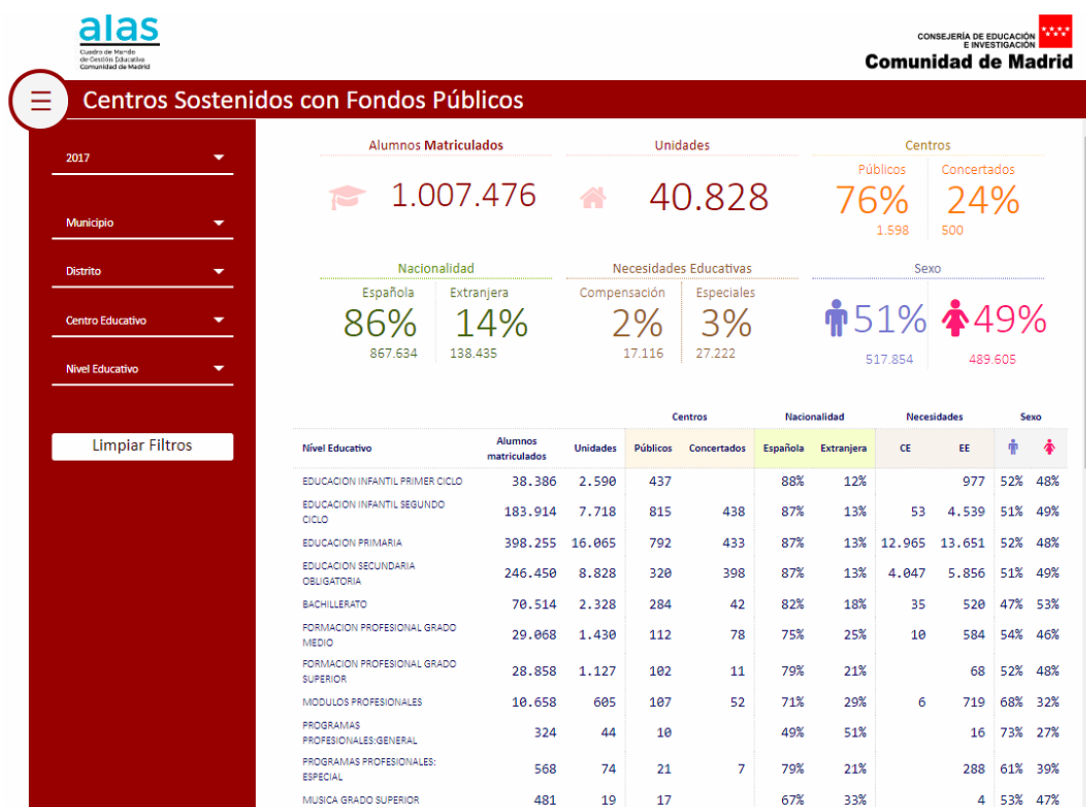 alas
Cuadro de Mando
de Gestión Educativa
Comunidad de Madrid
CONSEJERÍA DE EDUCACIÓN
E INVESTIGACIÓN
Comunidad de Madrid
Centros Sostenidos con Fondos Públicos
2017
Municipio
Distrito
Centro Educativo
Nivel Educativo
Limpiar Filtros
Alumnos Matriculados
1.007.476
Unidades
40.828
Centros
Públicos Concertados
76% 24%
1.598 500
Nacionalidad
Española Extranjera
86% 14%
867.634 138.435
Necesidades Educativas
Compensación Especiales
2% 3%
17.116 27.222
Sexo
51% 49%
517.854 489.605
Centros Nacionalidad Necesidades Sexo
Nivel Educativo Alumnos matriculados Unidades Públicos Concertados Española Extranjera CE EE
EDUCACION INFANTIL PRIMER CICLO 38.386 2.590 437 88% 12% 977 52% 48%
EDUCACION INFANTIL SEGUNDO
CICLO 183.914 7.718 815 438 87% 13% 53 4.539 51% 49%
EDUCACION PRIMARIA 398.255 16.065 792 433 87% 13% 12.965 13.651 52% 48%
EDUCACION SECUNDARIA
OBLIGATORIA 246.450 8.828 320 398 87% 13% 4.047 5.856 51% 49%
BACHILLERATO 70.514 2.328 284 42 82% 18% 35 520 47% 53%
FORMACION PROFESIONAL GRADO
MEDIO 29.068 1.430 112 78 75% 25% 10 584 54% 46%
FORMACION PROFESIONAL GRADO
SUPERIOR 28.858 1.127 102 11 79% 21% 68 52% 48%
MODULOS PROFESIONALES 10.658 605 107 52 71% 29% 6 719 68% 32%
PROGRAMAS
PROFESIONALES:GENERAL 324 44 10 49% 51% 16 73% 27%
PROGRAMAS PROFESIONALES:
ESPECIAL 568 74 21 7 79% 21% 288 61% 39%
MUSICA GRADO SUPERIOR 481 19 17 67% 33% 4 53% 47%